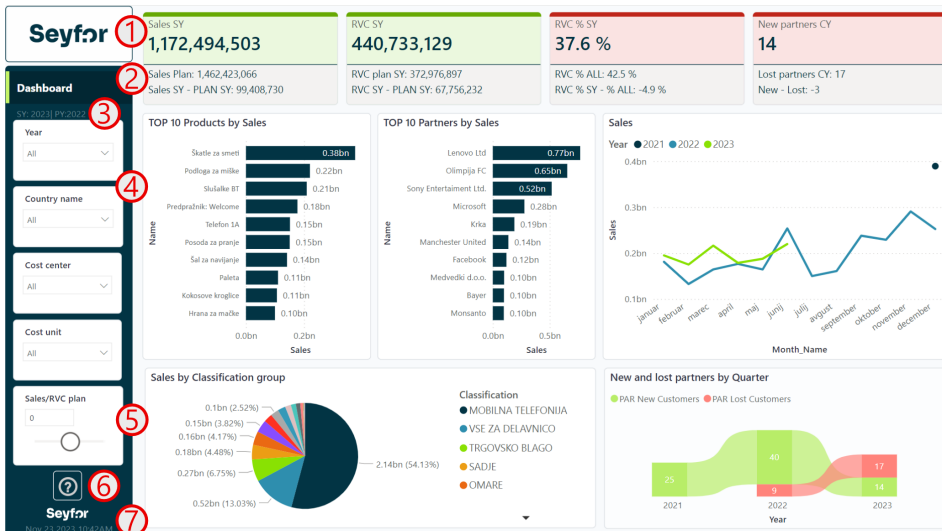 Seyfor
1
Sales SY
1,172,494,503
RVC SY
440,733,129
RVC % SY
37.6 %
New partners CY
14
2
Sales Plan: 1,462,423,066
Sales SY - PLAN SY: 99,408,730
RVC plan SY: 372,976,897
RVC SY - PLAN SY: 67,756,232
RVC % ALL: 42.5 %
RVC % SY - % ALL: -4.9 %
Lost partners CY: 17
New - Lost: -3
Dashboard
SY: 2023| PY:2022
3
Year
All
4
Country name
All
Cost center
All
Cost unit
All
Sales/RVC plan
0
5
?
6
Seyfor
Nov 23 2023 10:42AM
7
TOP 10 Products by Sales
Name
Škatle za smeti
0.38bn
Podloga za miške
0.22bn
Slušalke BT
0.21bn
Predpražnik: Welcome
0.18bn
Telefon 1A
0.15bn
Posoda za pranje
0.15bn
Šal za navijanje
0.14bn
Paleta
0.11bn
Kokosove kroglice
0.11bn
Hrana za mačke
0.10bn
0.0bn
0.2bn
Sales
TOP 10 Partners by Sales
Name
Lenovo Ltd
0.77bn
Olimpija FC
0.65bn
Sony Entertaiment Ltd.
0.52bn
Microsoft
0.28bn
Krka
0.19bn
Manchester United
0.14bn
Facebook
0.12bn
Medvedki d.o.o.
0.10bn
Bayer
0.10bn
Monsanto
0.10bn
0.0bn
0.5bn
Sales
Sales
Year 2021 2022 2023
0.4bn
0.3bn
0.2bn
0.1bn
Sales
januar
februar
marec
april
maj
junij
julij
avgust
september
oktober
november
december
Month_Name
Sales by Classification group
0.1bn (2.52%)
0.15bn (3.82%)
0.16bn (4.17%)
0.18bn (4.48%)
0.27bn (6.75%)
0.52bn (13.03%)
2.14bn (54.13%)
Classification
MOBILNA TELEFONIJA
VSE ZA DELAVNICO
TRGOVSKO BLAGO
SADJE
OMARE
New and lost partners by Quarter
PAR New Customers PAR Lost Customers
25
40
9
17
14
2021
2022
2023
Year